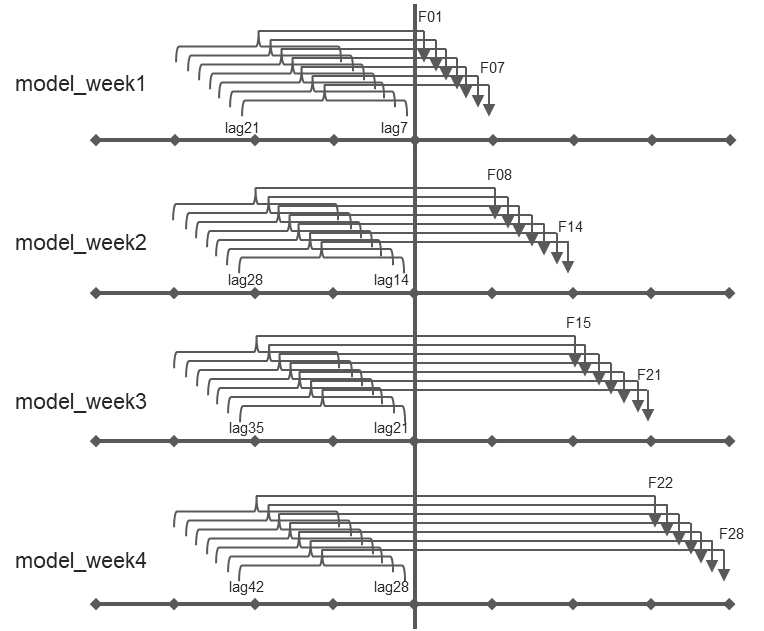 F01
F07
model_week1
lag21 lag7
F08
F14
model_week2
lag28 lag14
F15
F21
model_week3
lag35 lag21
F22
F28
model_week4
lag42 lag28